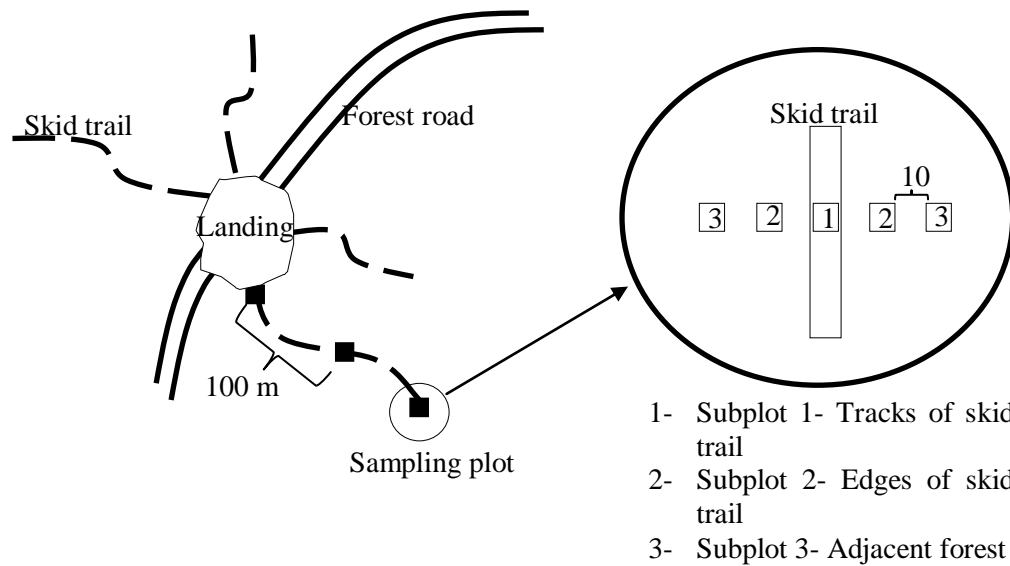 Skid trail
Forest road
Landing
100 m
Sampling plot
Skid trail
10
3 2 1 2 3
1- Subplot 1- Tracks of skid
trail
2- Subplot 2- Edges of skid
trail
3- Subplot 3- Adjacent forest